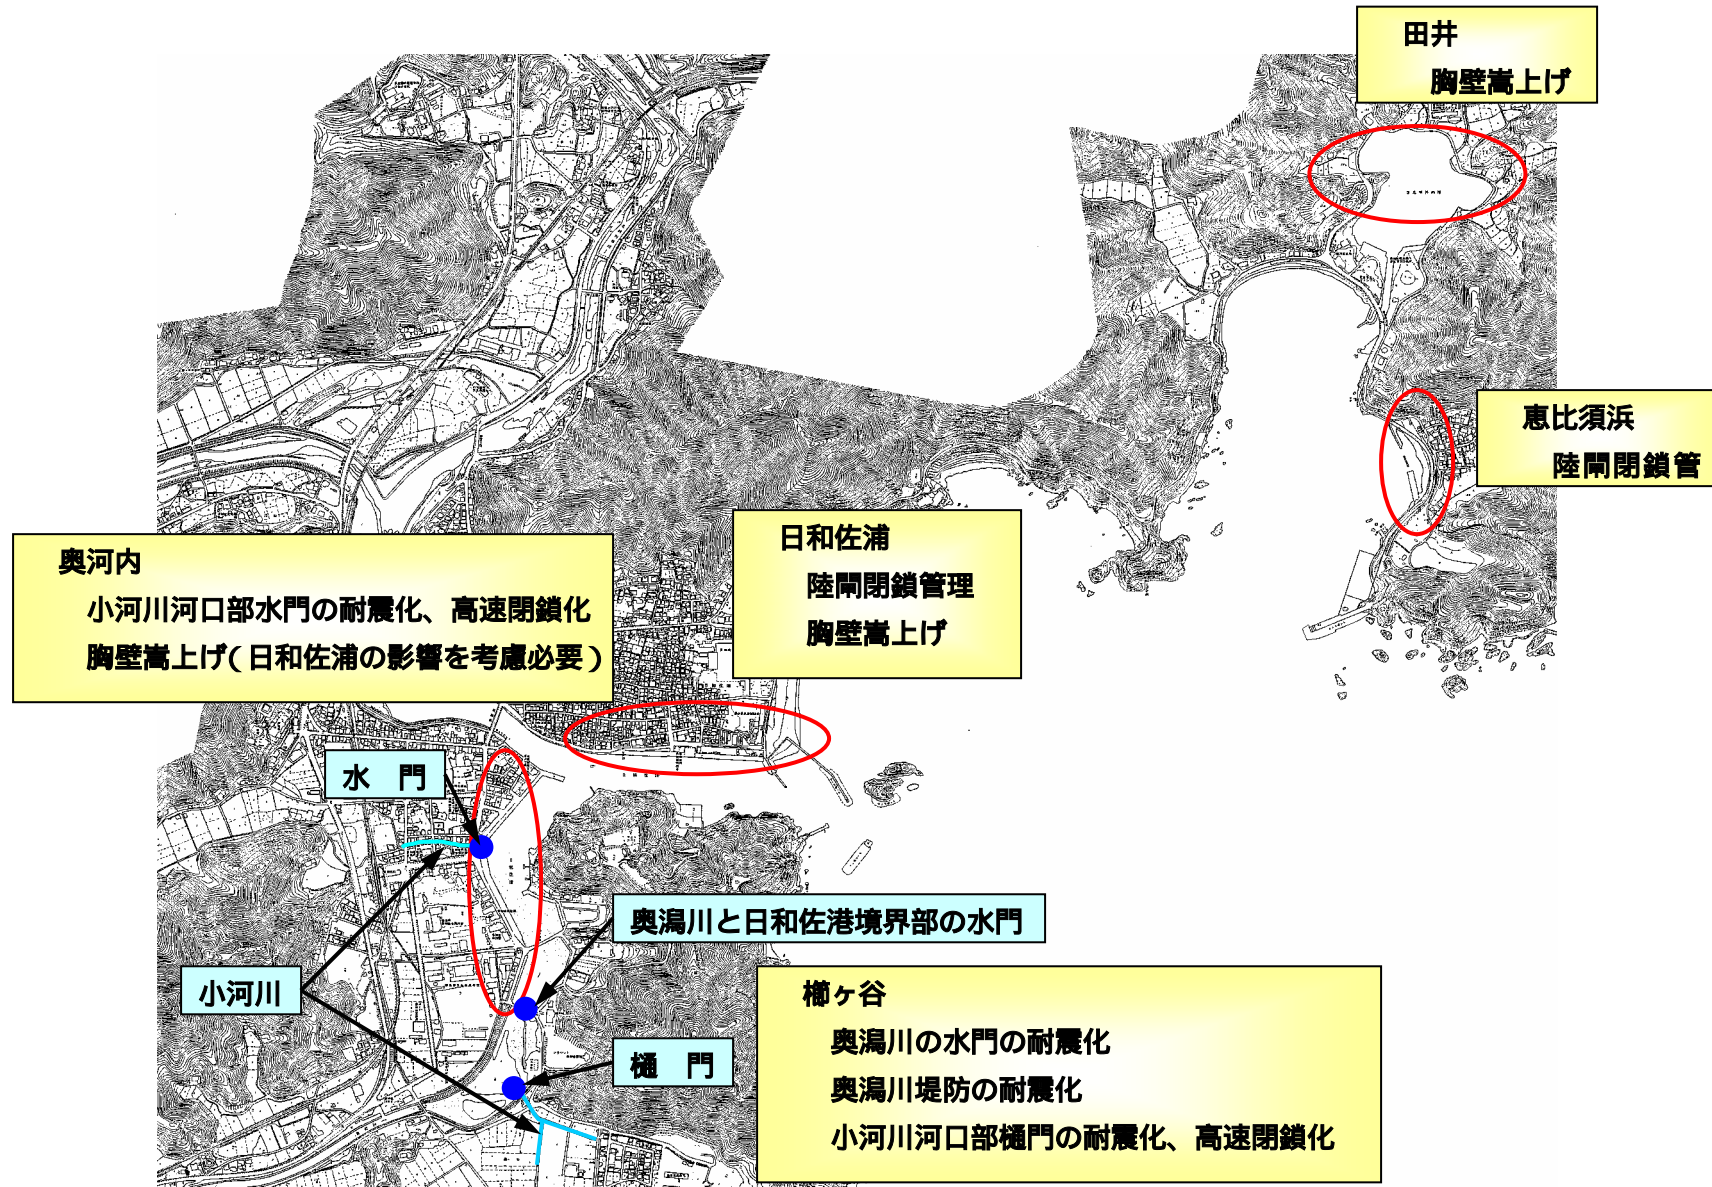 田井
胸壁嵩上げ
恵比須浜
陸閘閉鎖管
日和佐浦
陸閘閉鎖管理
胸壁嵩上げ
奥河内
小河川河口部水門の耐震化、高速閉鎖化
胸壁嵩上げ(日和佐浦の影響を考慮必要)
水　門
奥潟川と日和佐港境界部の水門
小河川
樋　門
櫛ヶ谷
奥潟川の水門の耐震化
奥潟川堤防の耐震化
小河川河口部樋門の耐震化、高速閉鎖化